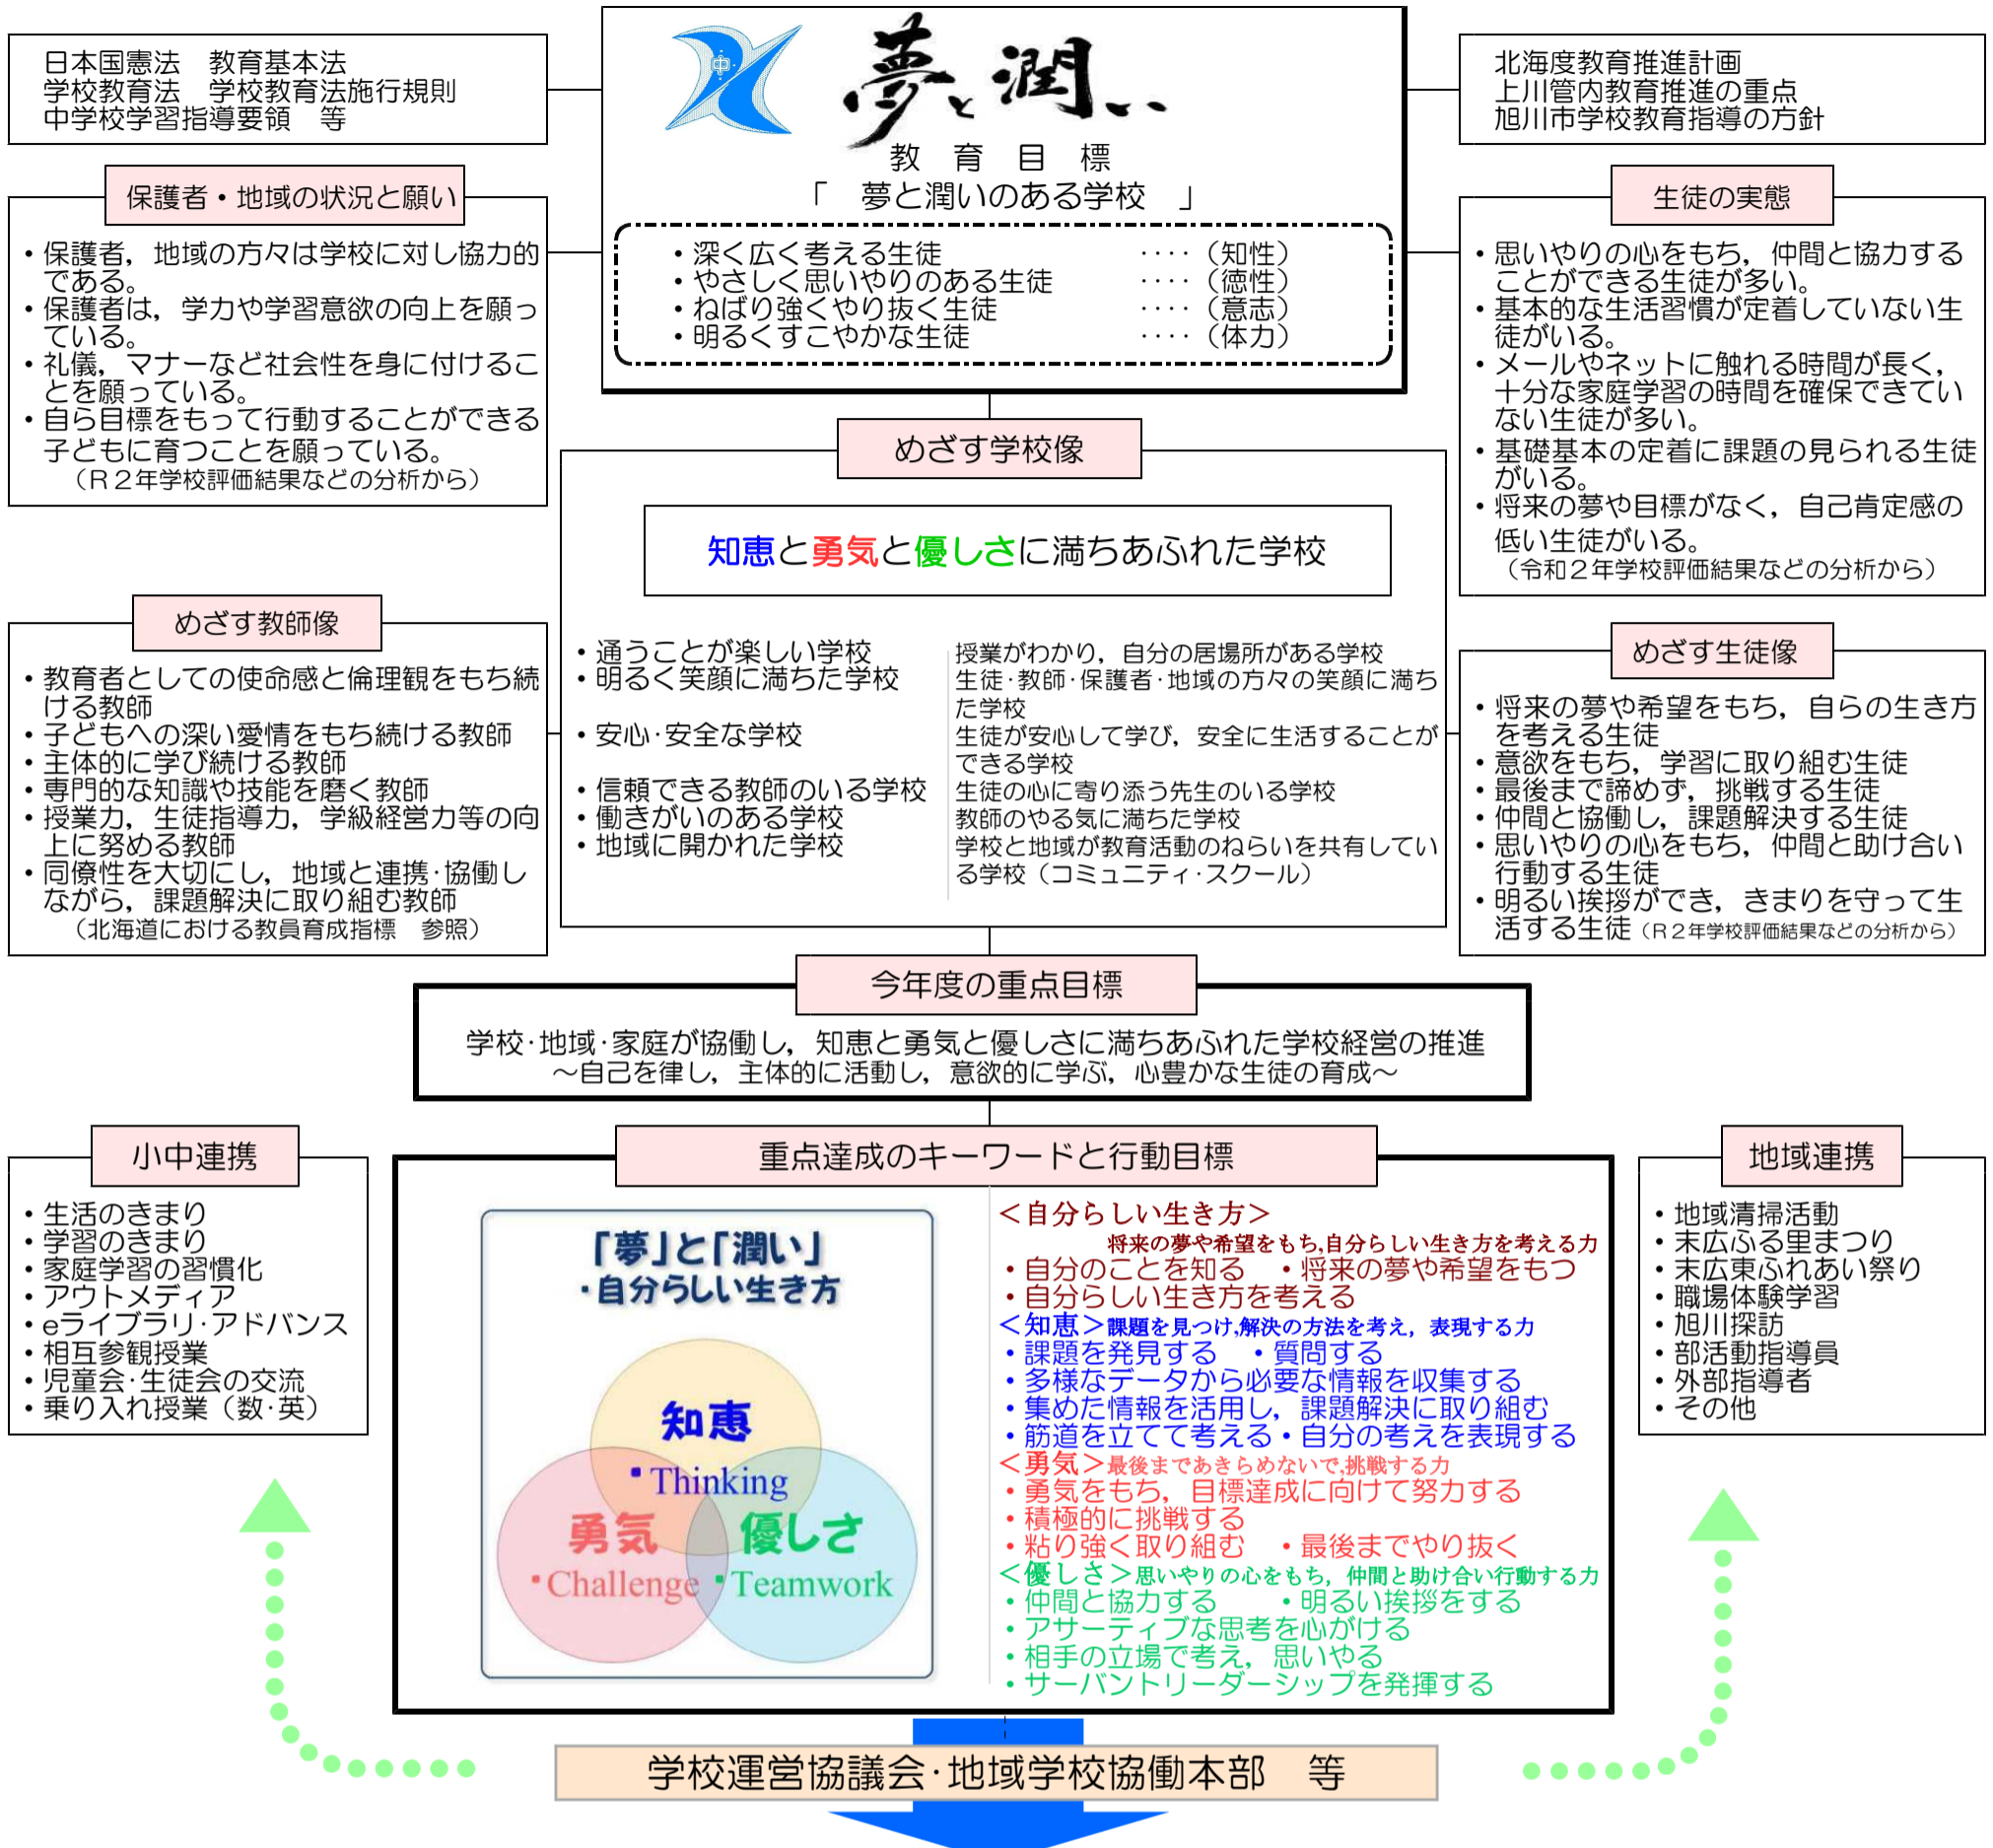 日本国憲法　教育基本法
学校教育法　学校教育法施行規則
中学校学習指導要領　等
中
夢と潤い
教　育　目　標
「　夢と潤いのある学校　」
・深く広く考える生徒　‥‥（知性）
・やさしく思いやりのある生徒　‥‥（徳性）
・ねばり強くやり抜く生徒　‥‥（意志）
・明るくすこやかな生徒　‥‥（体力）
北海度教育推進計画
上川管内教育推進の重点
旭川市学校教育指導の方針
保護者・地域の状況と願い
・保護者，地域の方々は学校に対し協力的
である。
・保護者は，学力や学習意欲の向上を願っ
ている。
・礼儀，マナーなど社会性を身に付けるこ
とを願っている。
・自ら目標をもって行動することができる
子どもに育つことを願っている。
（Ｒ２年学校評価結果などの分析から）
生徒の実態
・思いやりの心をもち，仲間と協力する
ことができる生徒が多い。
・基本的な生活習慣が定着していない生
徒がいる。
・メールやネットに触れる時間が長く，
十分な家庭学習の時間を確保できてい
ない生徒が多い。
・基礎基本の定着に課題の見られる生徒
がいる。
・将来の夢や目標がなく，自己肯定感の
低い生徒がいる。
（令和２年学校評価結果などの分析から）
めざす学校像
知恵と勇気と優しさに満ちあふれた学校
・通うことが楽しい学校　授業がわかり，自分の居場所がある学校
・明るく笑顔に満ちた学校　生徒･教師･保護者･地域の方々の笑顔に満ち
た学校
・安心･安全な学校　生徒が安心して学び，安全に生活することが
できる学校
・信頼できる教師のいる学校　生徒の心に寄り添う先生のいる学校
・働きがいのある学校　教師のやる気に満ちた学校
・地域に開かれた学校　学校と地域が教育活動のねらいを共有してい
る学校（コミュニティ･スクール）
めざす教師像
・教育者としての使命感と倫理観をもち続
ける教師
・子どもへの深い愛情をもち続ける教師
・主体的に学び続ける教師
・専門的な知識や技能を磨く教師
・授業力，生徒指導力，学級経営力等の向
上に努める教師
・同僚性を大切にし，地域と連携･協働し
ながら，課題解決に取り組む教師
（北海道における教員育成指標　参照）
めざす生徒像
・将来の夢や希望をもち，自らの生き方
を考える生徒
・意欲をもち，学習に取り組む生徒
・最後まで諦めず，挑戦する生徒
・仲間と協働し，課題解決する生徒
・思いやりの心をもち，仲間と助け合い
行動する生徒
・明るい挨拶ができ，きまりを守って生
活する生徒（Ｒ２年学校評価結果などの分析から）
今年度の重点目標
学校･地域･家庭が協働し，知恵と勇気と優しさに満ちあふれた学校経営の推進
～自己を律し，主体的に活動し，意欲的に学ぶ，心豊かな生徒の育成～
小中連携
・生活のきまり
・学習のきまり
・家庭学習の習慣化
・アウトメディア
・eライブラリ･アドバンス
・相互参観授業
・児童会･生徒会の交流
・乗り入れ授業（数･英）
重点達成のキーワードと行動目標
「夢」と「潤い」
・自分らしい生き方
知恵
・Thinking
勇気
・Challenge
優しさ
・Teamwork
＜自分らしい生き方＞
将来の夢や希望をもち,自分らしい生き方を考える力
・自分のことを知る　・将来の夢や希望をもつ
・自分らしい生き方を考える
＜知恵＞課題を見つけ,解決の方法を考え，表現する力
・課題を発見する　・質問する
・多様なデータから必要な情報を収集する
・集めた情報を活用し，課題解決に取り組む
・筋道を立てて考える・自分の考えを表現する
＜勇気＞最後まであきらめないで,挑戦する力
・勇気をもち，目標達成に向けて努力する
・積極的に挑戦する
・粘り強く取り組む　・最後までやり抜く
＜優しさ＞思いやりの心をもち，仲間と助け合い行動する力
・仲間と協力する　・明るい挨拶をする
・アサーティブな思考を心がける
・相手の立場で考え，思いやる
・サーバントリーダーシップを発揮する
地域連携
・地域清掃活動
・末広ふる里まつり
・末広東ふれあい祭り
・職場体験学習
・旭川探訪
・部活動指導員
・外部指導者
・その他
学校運営協議会･地域学校協働本部　等